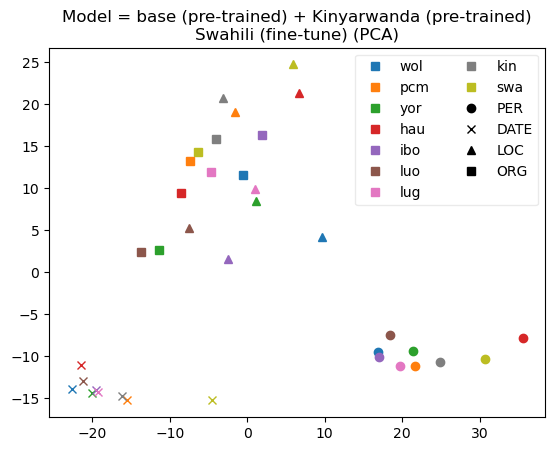 Model = base (pre-trained) + Kinyarwanda (pre-trained)
Swahili (fine-tune) (PCA)
25
20
15
10
5
0
−5
−10
−15
−20
−10
0
10
20
30
wol
pcm
yor
hau
ibo
luo
lug
kin
swa
PER
DATE
LOC
ORG